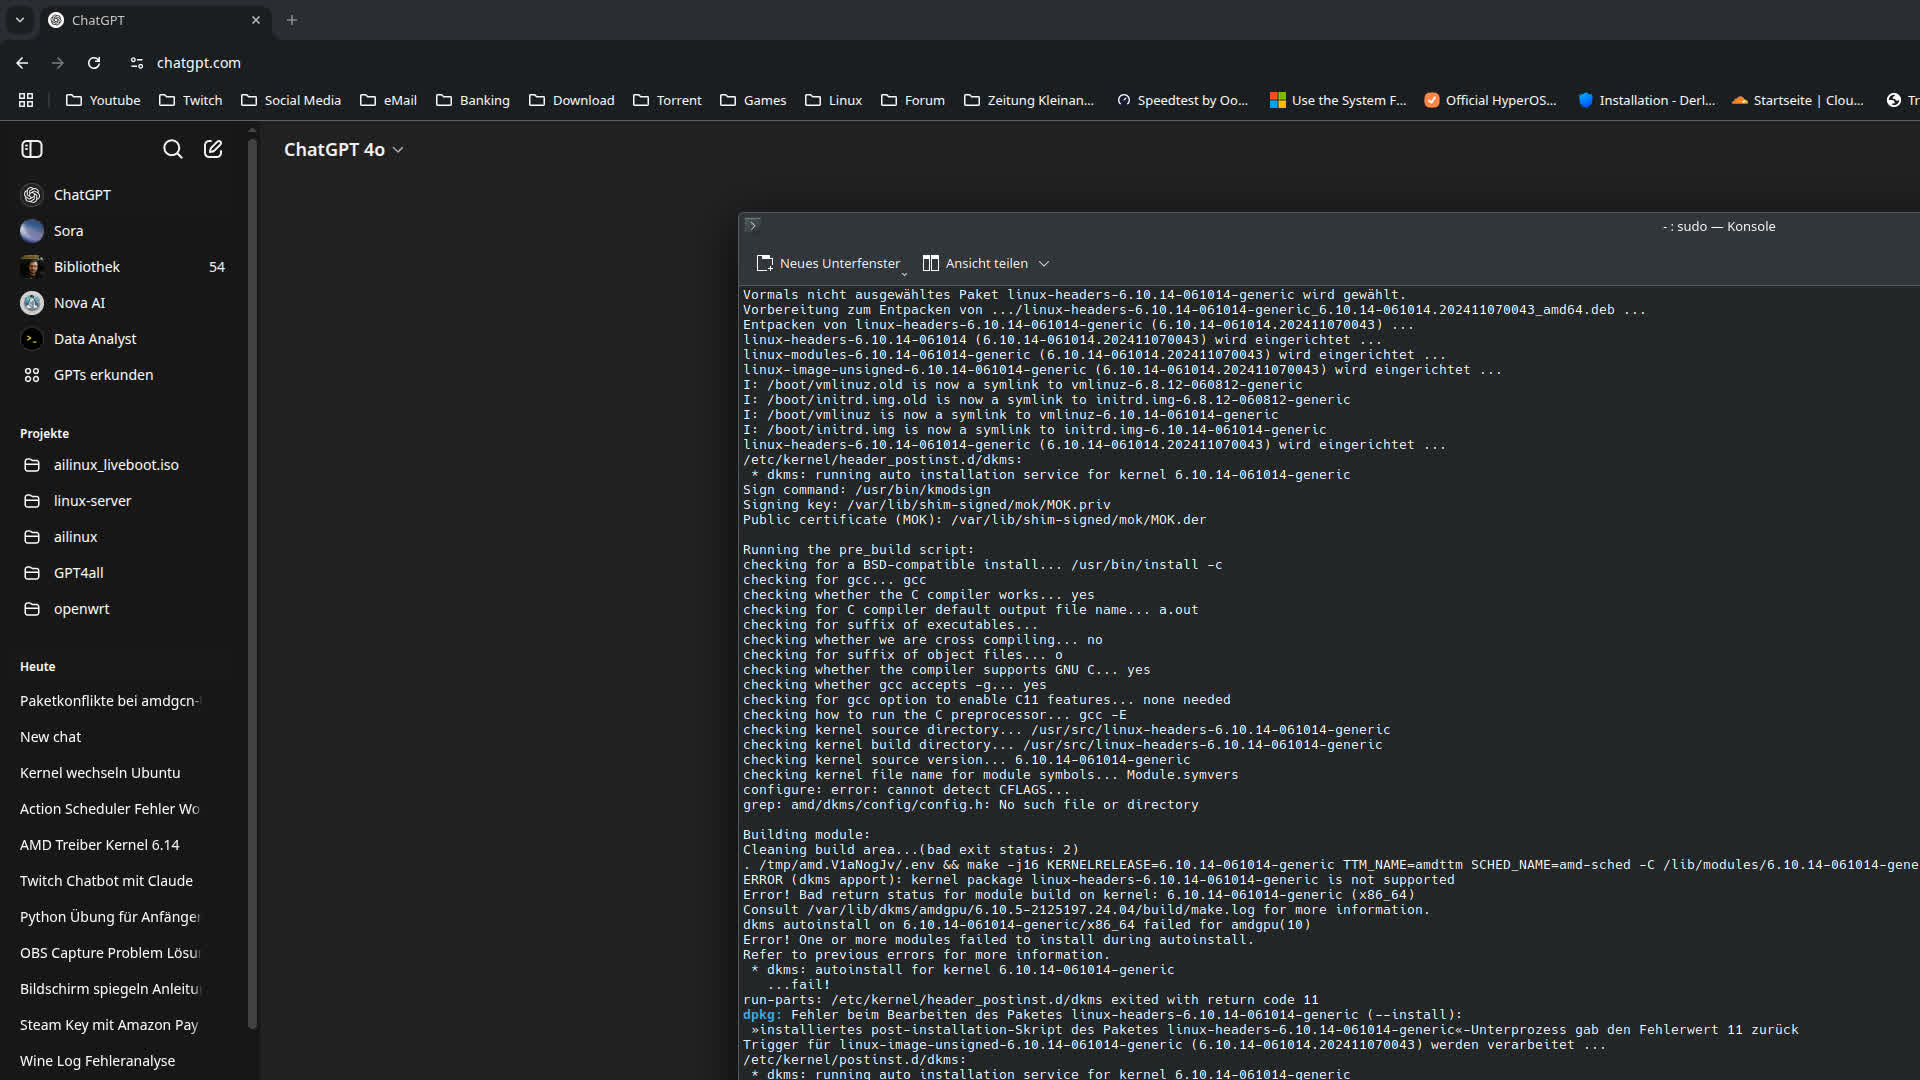 ChatGPT
chatgpt.com
Youtube
Twitch
Social Media
eMail
Banking
Download
Torrent
Games
Linux
Forum
Zeitung Kleinan...
Speedtest by Oo...
Use the System F...
Official HyperOS...
Installation - Derl...
Startseite | Clou...
Tr
ChatGPT 4o
ChatGPT
Sora
Bibliothek 54
Nova AI
Data Analyst
GPTs erkunden
Projekte
ailinux_liveboot.iso
linux-server
ailinux
GPT4all
openwrt
Heute
Paketkonflikte bei amdgcn-
New chat
Kernel wechseln Ubuntu
Action Scheduler Fehler Wo
AMD Treiber Kernel 6.14
Twitch Chatbot mit Claude
Python Übung für Anfänger
OBS Capture Problem Lösu
Bildschirm spiegeln Anleitu
Steam Key mit Amazon Pay
Wine Log Fehleranalyse
- : sudo — Konsole
Neues Unterfenster
Ansicht teilen
Vormals nicht ausgewähltes Paket linux-headers-6.10.14-061014-generic wird gewählt.
Vorbereitung zum Entpacken von .../linux-headers-6.10.14-061014-generic_6.10.14-061014.202411070043_amd64.deb ...
Entpacken von linux-headers-6.10.14-061014-generic (6.10.14-061014.202411070043) ...
linux-headers-6.10.14-061014 (6.10.14-061014.202411070043) wird eingerichtet ...
linux-modules-6.10.14-061014-generic (6.10.14-061014.202411070043) wird eingerichtet ...
linux-image-unsigned-6.10.14-061014-generic (6.10.14-061014.202411070043) wird eingerichtet ...
I: /boot/vmlinuz.old is now a symlink to vmlinuz-6.8.12-060812-generic
I: /boot/initrd.img.old is now a symlink to initrd.img-6.8.12-060812-generic
I: /boot/vmlinuz is now a symlink to vmlinuz-6.10.14-061014-generic
I: /boot/initrd.img is now a symlink to initrd.img-6.10.14-061014-generic
linux-headers-6.10.14-061014-generic (6.10.14-061014.202411070043) wird eingerichtet ...
/etc/kernel/header_postinst.d/dkms:
 * dkms: running auto installation service for kernel 6.10.14-061014-generic
Sign command: /usr/bin/kmodsign
Signing key: /var/lib/shim-signed/mok/MOK.priv
Public certificate (MOK): /var/lib/shim-signed/mok/MOK.der
Running the pre_build script:
checking for a BSD-compatible install... /usr/bin/install -c
checking for gcc... gcc
checking whether the C compiler works... yes
checking for C compiler default output file name... a.out
checking for suffix of executables...
checking whether we are cross compiling... no
checking for suffix of object files... o
checking whether the compiler supports GNU C... yes
checking whether gcc accepts -g... yes
checking for gcc option to enable C11 features... none needed
checking how to run the C preprocessor... gcc -E
checking kernel source directory... /usr/src/linux-headers-6.10.14-061014-generic
checking kernel build directory... /usr/src/linux-headers-6.10.14-061014-generic
checking kernel source version... 6.10.14-061014-generic
checking kernel file name for module symbols... Module.symvers
configure: error: cannot detect CFLAGS...
grep: amd/dkms/config/config.h: No such file or directory
Building module:
Cleaning build area...(bad exit status: 2)
. /tmp/amd.V1aNogJv/.env && make -j16 KERNELRELEASE=6.10.14-061014-generic TTM_NAME=amdttm SCHED_NAME=amd-sched -C /lib/modules/6.10.14-061014-gene
ERROR (dkms apport): kernel package linux-headers-6.10.14-061014-generic is not supported
Error! Bad return status for module build on kernel: 6.10.14-061014-generic (x86_64)
Consult /var/lib/dkms/amdgpu/6.10.5-2125197.24.04/build/make.log for more information.
dkms autoinstall on 6.10.14-061014-generic/x86_64 failed for amdgpu(10)
Error! One or more modules failed to install during autoinstall.
Refer to previous errors for more information.
 * dkms: autoinstall for kernel 6.10.14-061014-generic
   ...fail!
run-parts: /etc/kernel/header_postinst.d/dkms exited with return code 11
dpkg: Fehler beim Bearbeiten des Paketes linux-headers-6.10.14-061014-generic (--install):
 »installiertes post-installation-Skript des Paketes linux-headers-6.10.14-061014-generic«-Unterprozess gab den Fehlerwert 11 zurück
Trigger für linux-image-unsigned-6.10.14-061014-generic (6.10.14-061014.202411070043) werden verarbeitet ...
/etc/kernel/postinst.d/dkms:
 * dkms: running auto installation service for kernel 6.10.14-061014-generic